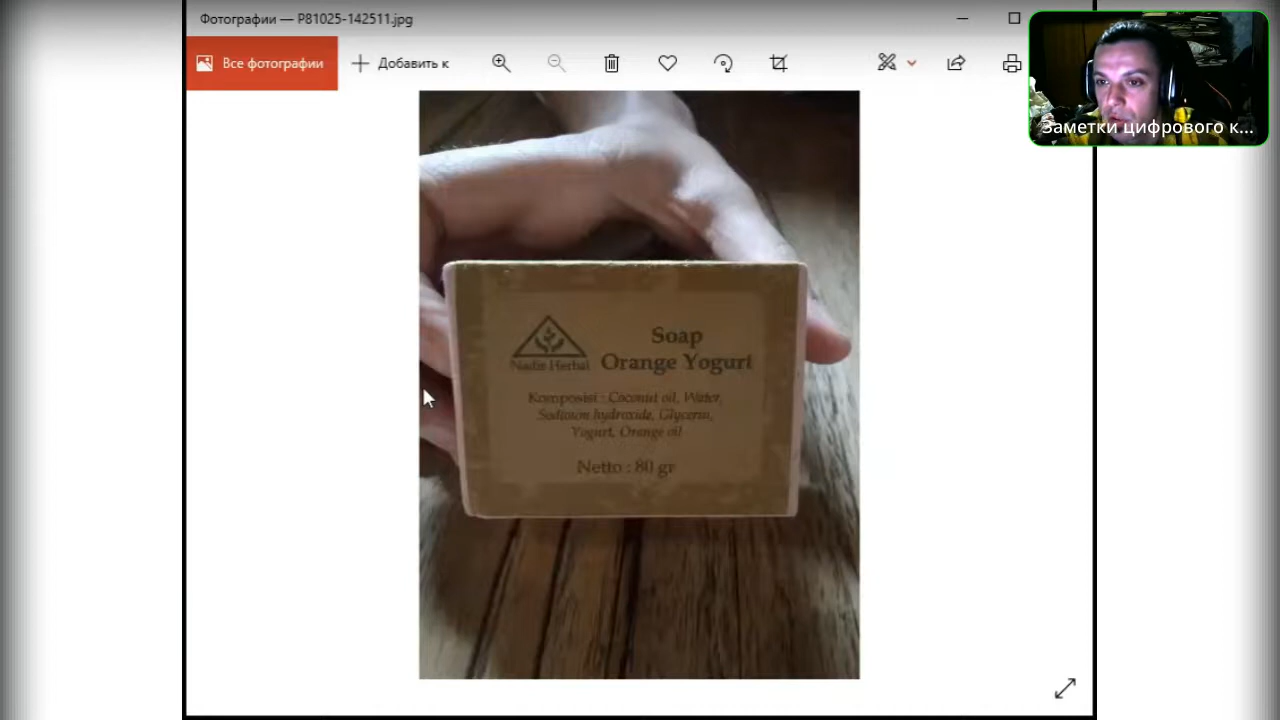 Фотографии — P81025-142511.jpg
Все фотографии
Добавить к
Заметки цифрового к...
Soap
Orange Yogurt
Nadis Herbal
Komposisi : Coconut oil, Water,
Sodium hydroxide, Glycerin,
Yogurt, Orange oil
Netto : 80 gr